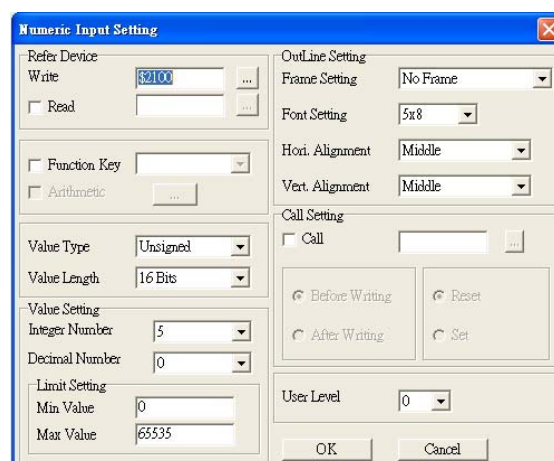 Numeric Input Setting
Refer Device
Write
$2100
...
Read
...
Function Key
Arithmetic
...
Value Type
Unsigned
Value Length
16 Bits
Value Setting
Integer Number
5
Decimal Number
0
Limit Setting
Min Value
0
Max Value
65535
OutLine Setting
Frame Setting
No Frame
Font Setting
5x8
Hori. Alignment
Middle
Vert. Alignment
Middle
Call Setting
Call
...
Before Writing
Reset
After Writing
Set
User Level
0
OK
Cancel